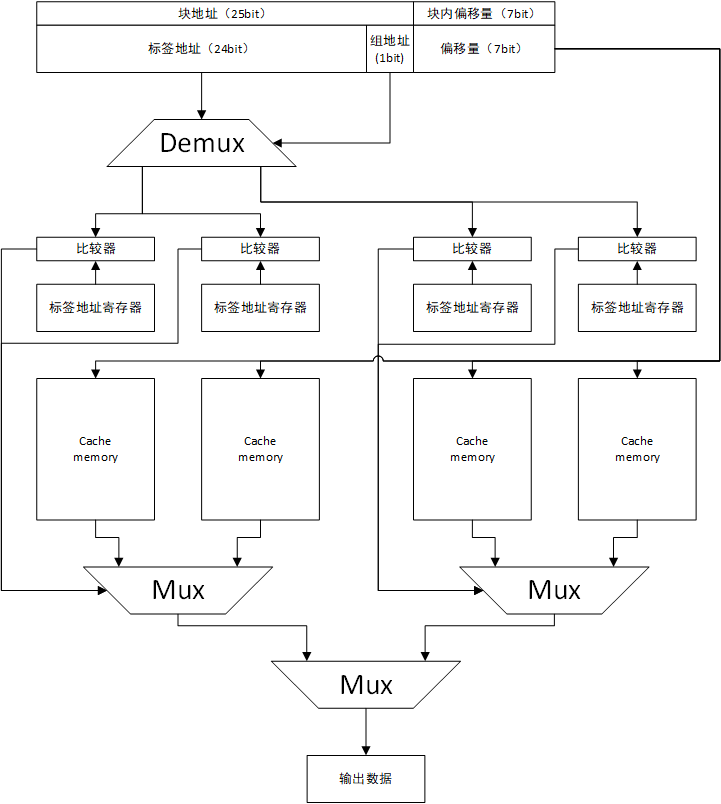 块地址（25bit）
块内偏移量（7bit）
标签地址（24bit）
组地址
(1bit)
偏移量（7bit）
Demux
比较器
比较器
比较器
比较器
标签地址寄存器
标签地址寄存器
标签地址寄存器
标签地址寄存器
Cache
memory
Cache
memory
Cache
memory
Cache
memory
Mux
Mux
Mux
输出数据